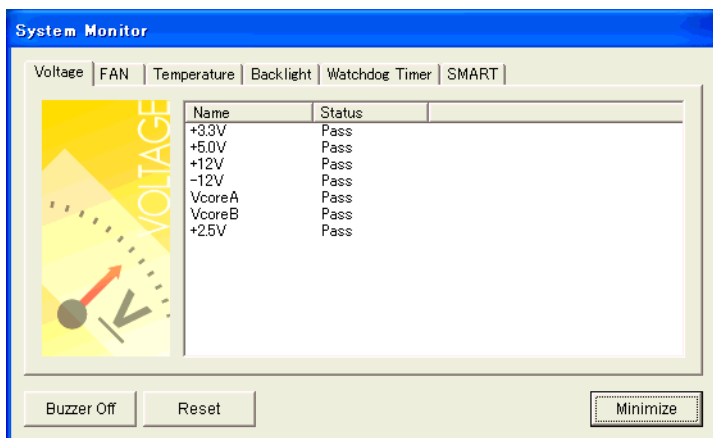 System Monitor
Voltage FAN Temperature Backlight Watchdog Timer SMART
VOLTAGE
V
Name Status
+3.3V Pass
+5.0V Pass
+12V Pass
-12V Pass
VcoreA Pass
VcoreB Pass
+2.5V Pass
Buzzer Off Reset Minimize